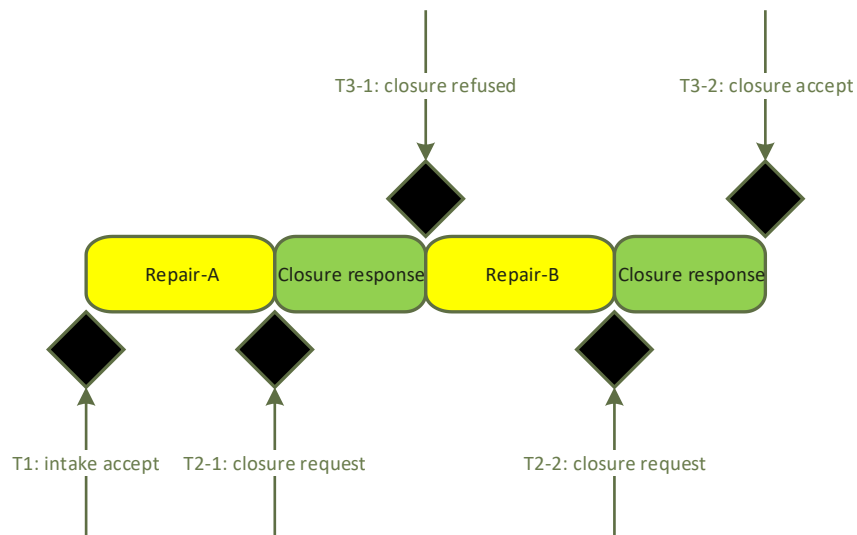 T3-1: closure refused
T3-2: closure accept
Repair-A
Closure response
Repair-B
Closure response
T1: intake accept
T2-1: closure request
T2-2: closure request